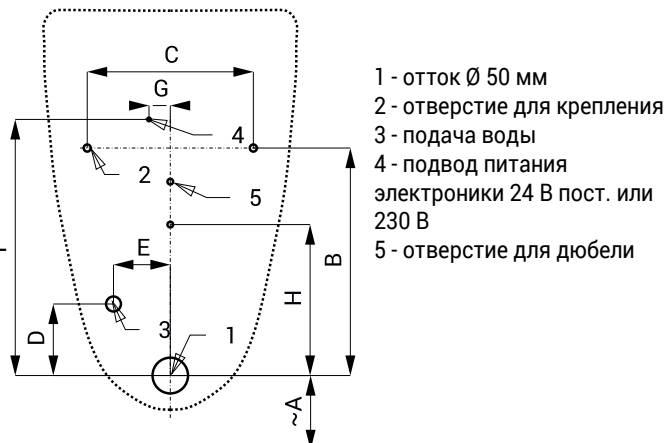 C
G
4
2
5
E
B
H
D
3
1
~A
1 - отток Ø 50 мм
2 - отверстие для крепления
3 - подача воды
4 - подвод питания
электроники 24 В пост. или
230 В
5 - отверстие для дюбели